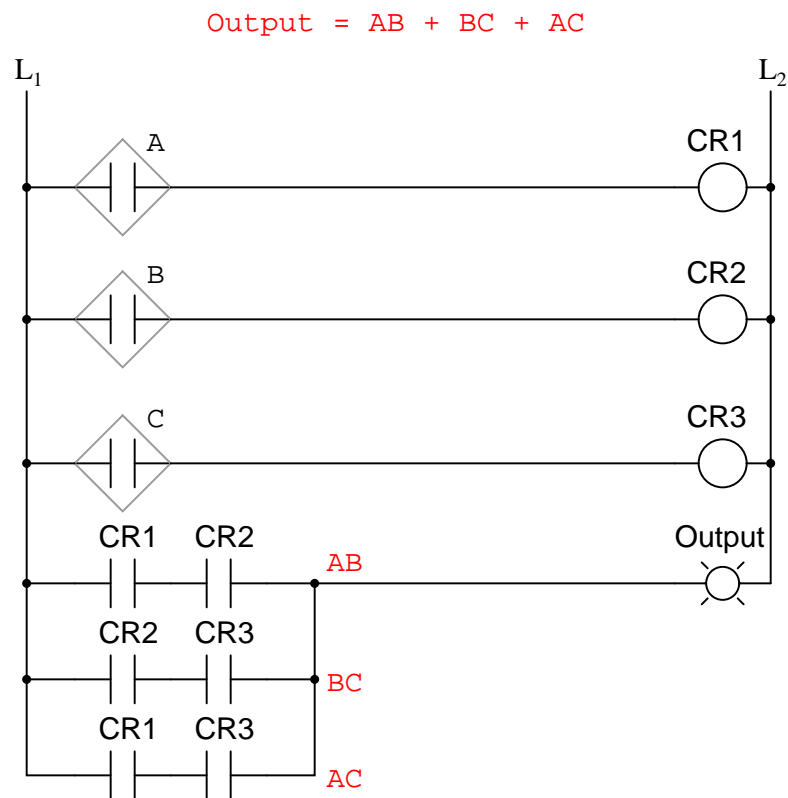 Output = AB + BC + AC
L1 L2
A CR1
B CR2
C CR3
CR1 CR2 AB Output
CR2 CR3 BC
CR1 CR3 AC